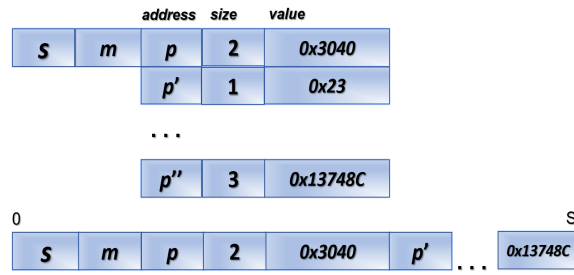 address size value
S m p 2 0x3040
p' 1 0x23
...
p'' 3 0x13748C
0 S
S m p 2 0x3040 p' ... 0x13748C